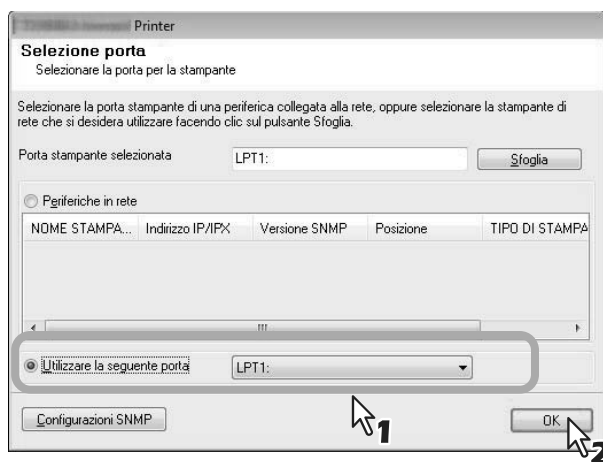 Printer
Selezione porta
Selezionare la porta per la stampante
Selezionare la porta stampante di una periferica collegata alla rete, oppure selezionare la stampante di
rete che si desidera utilizzare facendo clic sul pulsante Sfoglia.
Porta stampante selezionata LPT1: Sfoglia
Periferiche in rete
NOME STAMPA... Indirizzo IP/IPX Versione SNMP Posizione TIPO DI STAMPA
Utilizzare la seguente porta LPT1:
1
Configurazioni SNMP OK
2